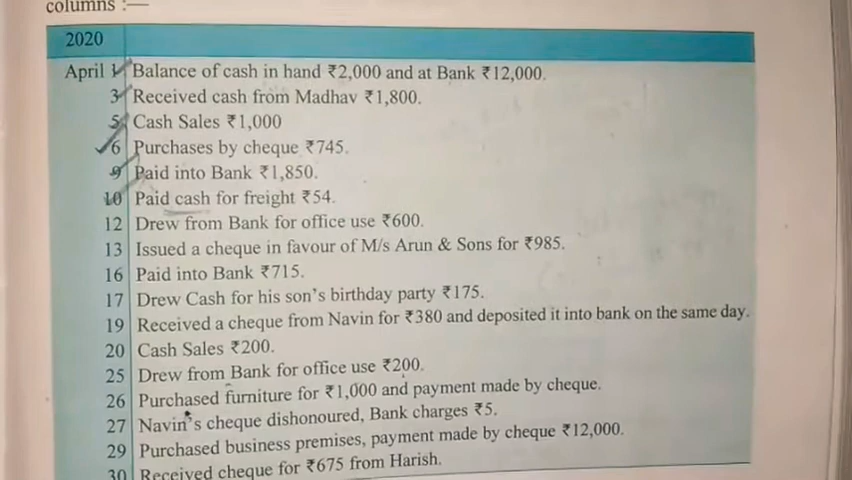 columns :—
2020
April 1 Balance of cash in hand ₹2,000 and at Bank ₹12,000.
3 Received cash from Madhav ₹1,800.
5 Cash Sales ₹1,000
6 Purchases by cheque ₹745.
9 Paid into Bank ₹1,850.
10 Paid cash for freight ₹54.
12 Drew from Bank for office use ₹600.
13 Issued a cheque in favour of M/s Arun & Sons for ₹985.
16 Paid into Bank ₹715.
17 Drew Cash for his son's birthday party ₹175.
19 Received a cheque from Navin for ₹380 and deposited it into bank on the same day.
20 Cash Sales ₹200.
25 Drew from Bank for office use ₹200.
26 Purchased furniture for ₹1,000 and payment made by cheque.
27 Navin's cheque dishonoured, Bank charges ₹5.
29 Purchased business premises, payment made by cheque ₹12,000.
30 Received cheque for ₹675 from Harish.